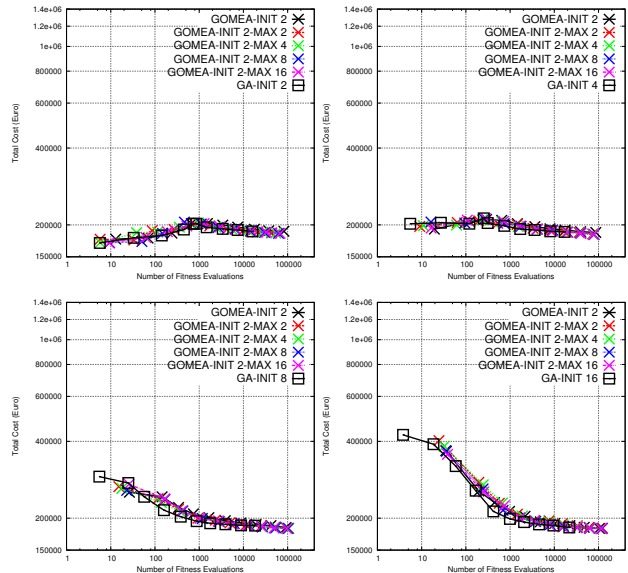 1.4e+06
1.2e+06
1e+06
800000
600000
400000
200000
150000
Total Cost (Euro)
GOMEA-INIT 2
GOMEA-INIT 2-MAX 2
GOMEA-INIT 2-MAX 4
GOMEA-INIT 2-MAX 8
GOMEA-INIT 2-MAX 16
GA-INIT 2
1 10 100 1000 10000 100000
Number of Fitness Evaluations
1.4e+06
1.2e+06
1e+06
800000
600000
400000
200000
150000
Total Cost (Euro)
GOMEA-INIT 2
GOMEA-INIT 2-MAX 2
GOMEA-INIT 2-MAX 4
GOMEA-INIT 2-MAX 8
GOMEA-INIT 2-MAX 16
GA-INIT 4
1 10 100 1000 10000 100000
Number of Fitness Evaluations
1.4e+06
1.2e+06
1e+06
800000
600000
400000
200000
150000
Total Cost (Euro)
GOMEA-INIT 2
GOMEA-INIT 2-MAX 2
GOMEA-INIT 2-MAX 4
GOMEA-INIT 2-MAX 8
GOMEA-INIT 2-MAX 16
GA-INIT 8
1 10 100 1000 10000 100000
Number of Fitness Evaluations
1.4e+06
1.2e+06
1e+06
800000
600000
400000
200000
150000
Total Cost (Euro)
GOMEA-INIT 2
GOMEA-INIT 2-MAX 2
GOMEA-INIT 2-MAX 4
GOMEA-INIT 2-MAX 8
GOMEA-INIT 2-MAX 16
GA-INIT 16
1 10 100 1000 10000 100000
Number of Fitness Evaluations